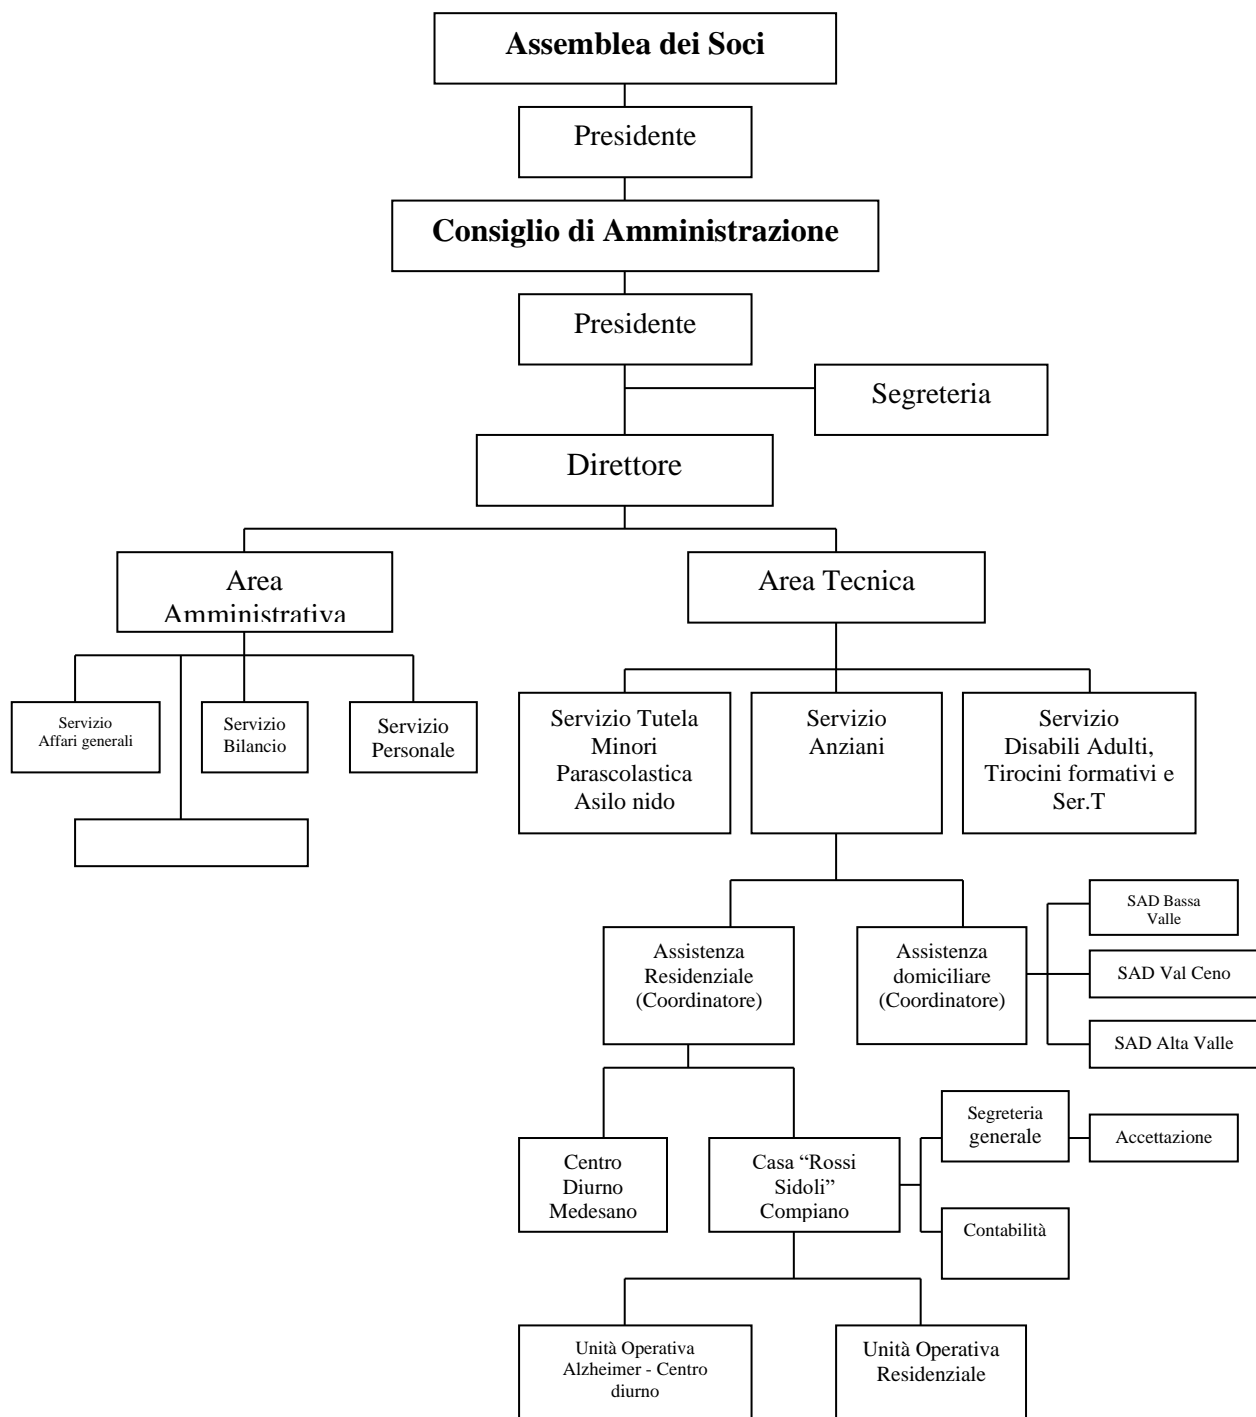 Assemblea dei Soci
Presidente
Consiglio di Amministrazione
Presidente
Segreteria
Direttore
Area
Amministrativa
Area Tecnica
Servizio
Affari generali
Servizio
Bilancio
Servizio
Personale
Servizio Tutela
Minori
Parascolastica
Asilo nido
Servizio
Anziani
Servizio
Disabili Adulti,
Tirocini formativi e
Ser.T
Assistenza
Residenziale
(Coordinatore)
Assistenza
domiciliare
(Coordinatore)
SAD Bassa
Valle
SAD Val Ceno
SAD Alta Valle
Centro
Diurno
Medesano
Casa “Rossi
Sidoli”
Compiano
Segreteria
generale
Accettazione
Contabilità
Unità Operativa
Alzheimer - Centro
diurno
Unità Operativa
Residenziale